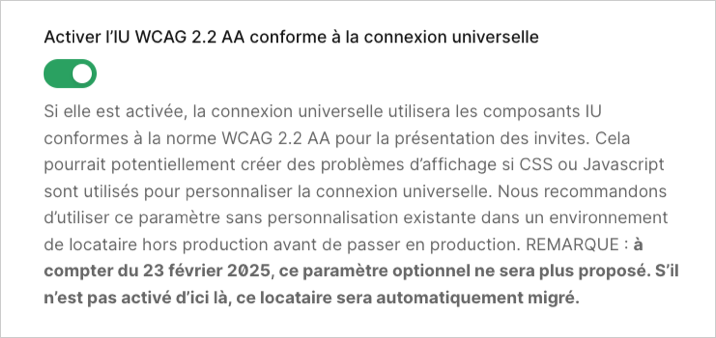 Activer l'IU WCAG 2.2 AA conforme à la connexion universelle
Si elle est activée, la connexion universelle utilisera les composants IU
conformes à la norme WCAG 2.2 AA pour la présentation des invites. Cela
pourrait potentiellement créer des problèmes d'affichage si CSS ou Javascript
sont utilisés pour personnaliser la connexion universelle. Nous recommandons
d'utiliser ce paramètre sans personnalisation existante dans un environnement
de locataire hors production avant de passer en production. REMARQUE : à
compter du 23 février 2025, ce paramètre optionnel ne sera plus proposé. S'il
n'est pas activé d'ici là, ce locataire sera automatiquement migré.